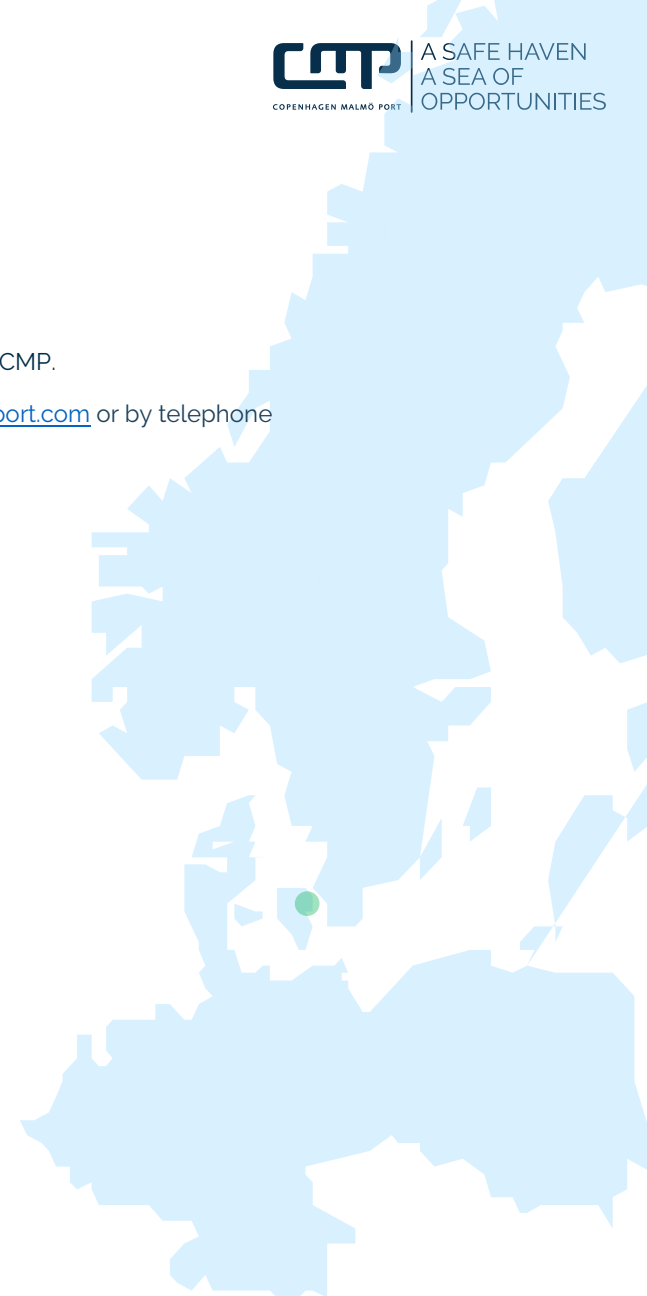 CMP
COPENHAGEN MALMÖ PORT
A SAFE HAVEN
A SEA OF
OPPORTUNITIES
CMP.
port.com or by telephone